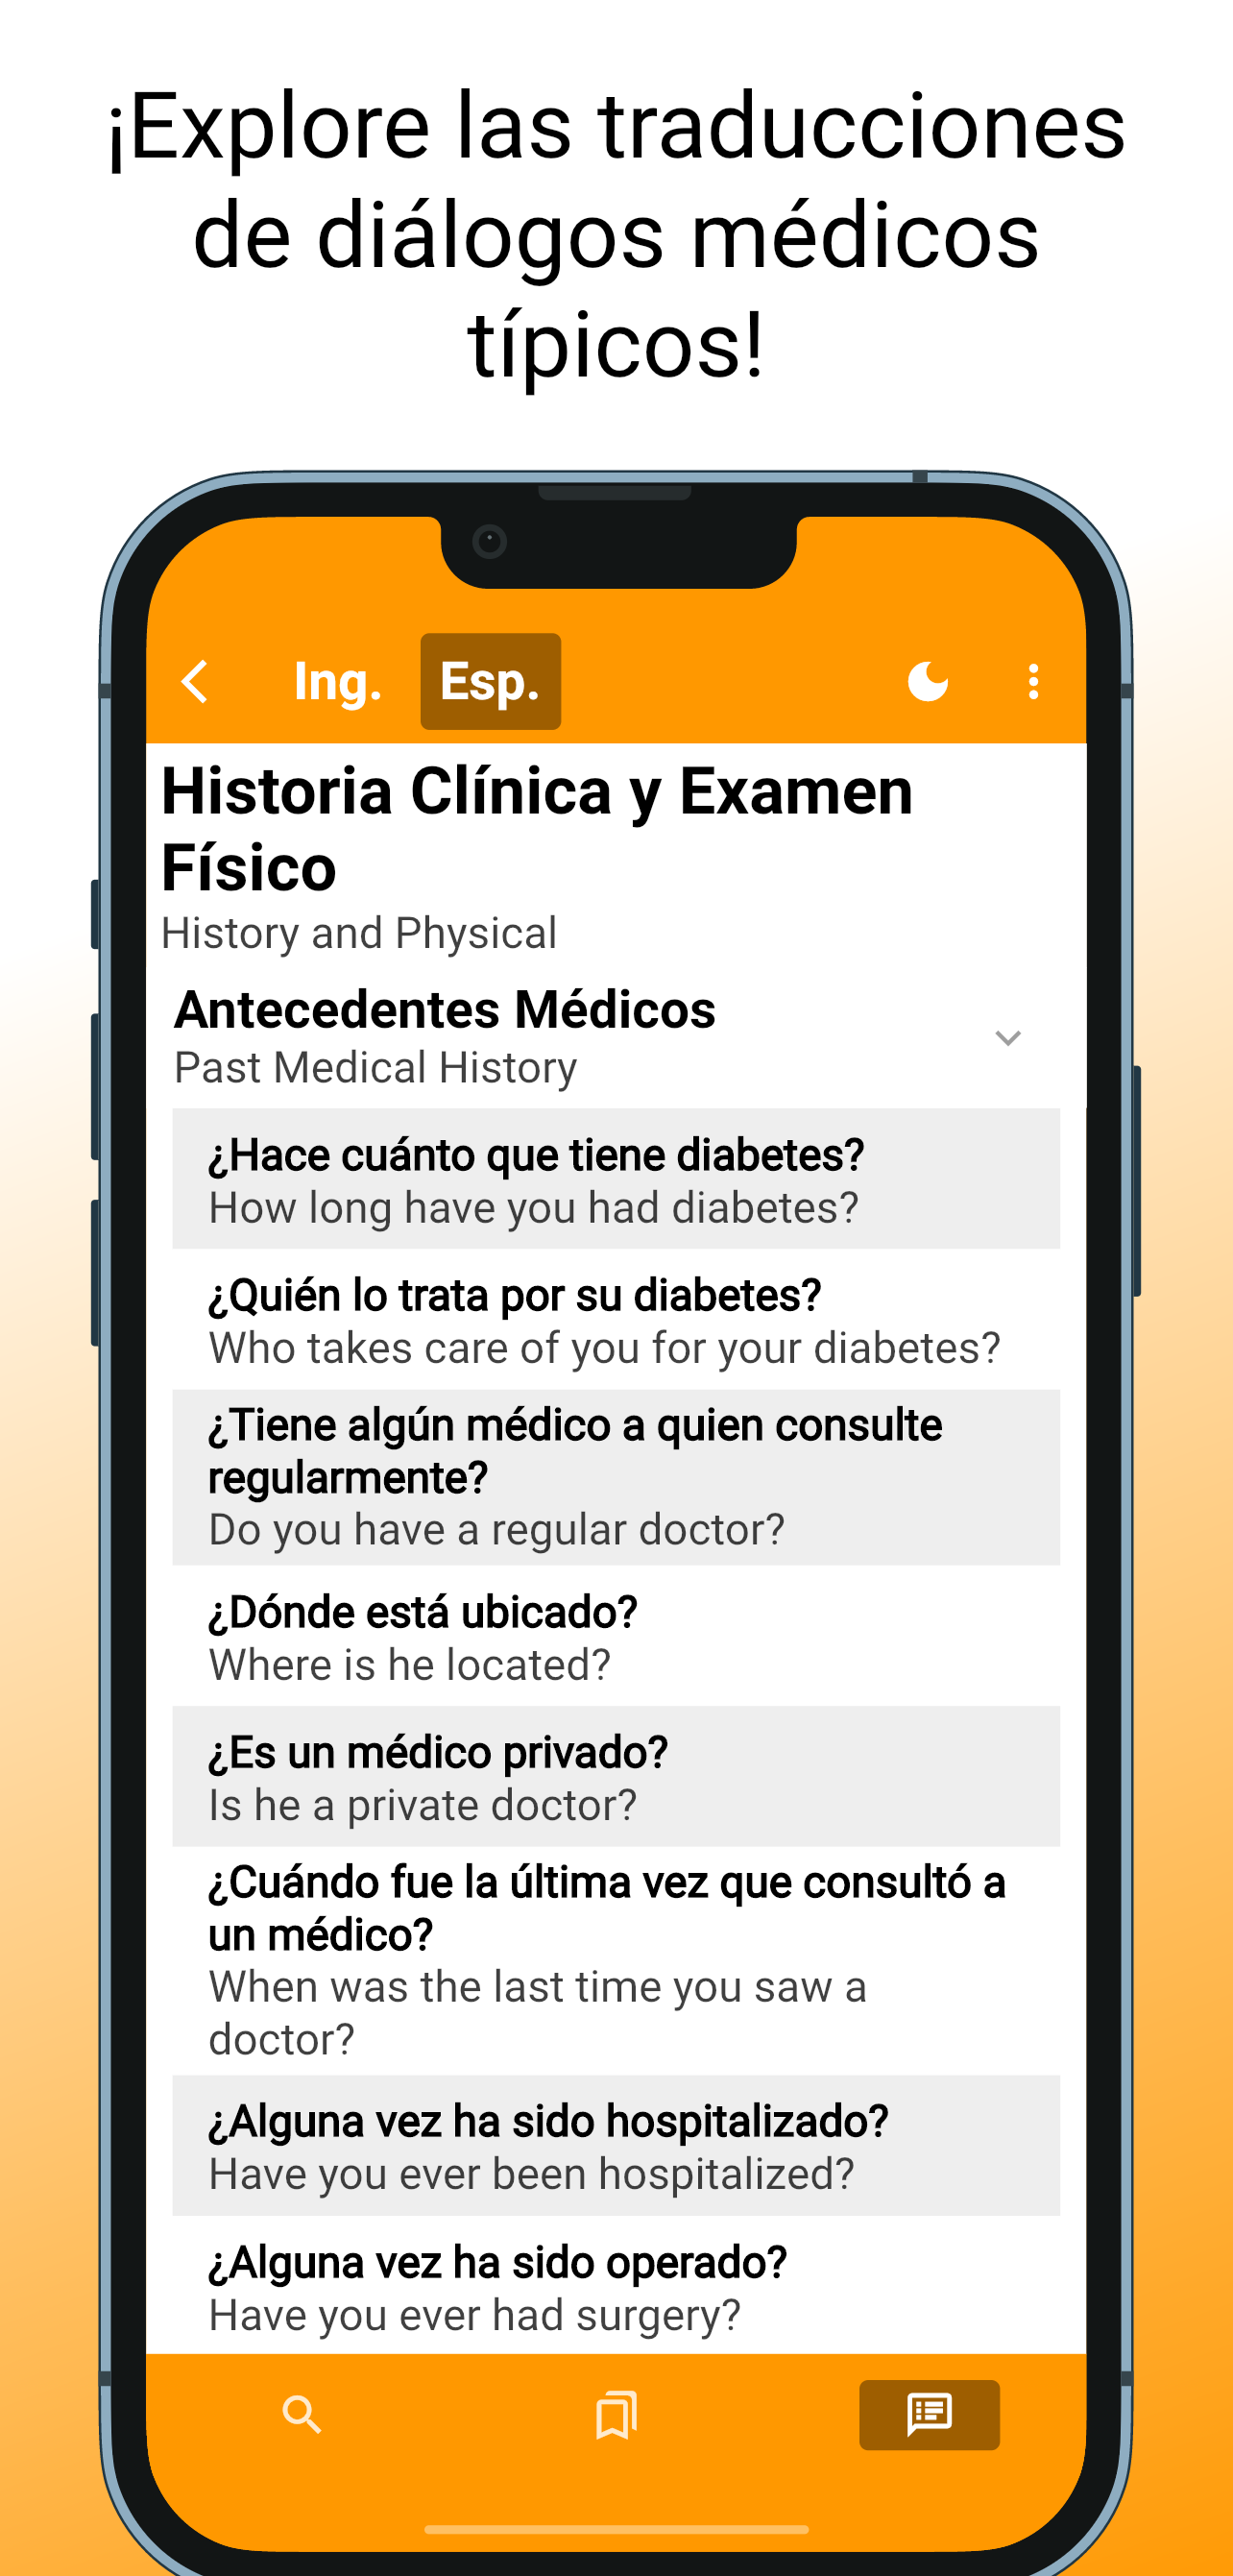 ¡Explore las traducciones
de diálogos médicos
típicos!
Ing. Esp.
Historia Clínica y Examen
Físico
History and Physical
Antecedentes Médicos
Past Medical History
¿Hace cuánto que tiene diabetes?
How long have you had diabetes?
¿Quién lo trata por su diabetes?
Who takes care of you for your diabetes?
¿Tiene algún médico a quien consulte
regularmente?
Do you have a regular doctor?
¿Dónde está ubicado?
Where is he located?
¿Es un médico privado?
Is he a private doctor?
¿Cuándo fue la última vez que consultó a
un médico?
When was the last time you saw a
doctor?
¿Alguna vez ha sido hospitalizado?
Have you ever been hospitalized?
¿Alguna vez ha sido operado?
Have you ever had surgery?